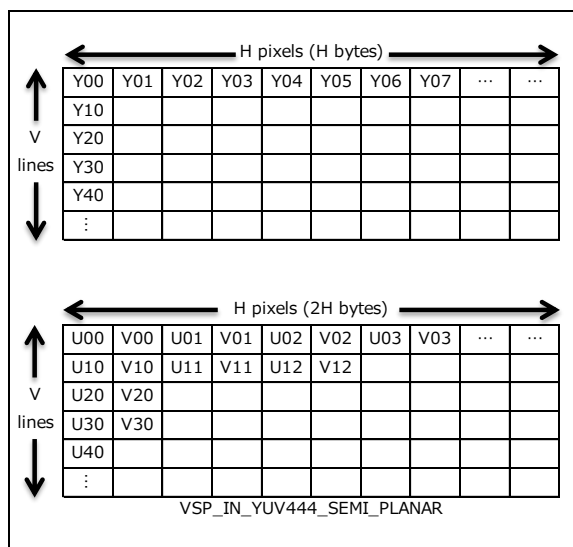 H pixels (H bytes)
Y00 Y01 Y02 Y03 Y04 Y05 Y06 Y07 … …
Y10
V
Y20
lines
Y30
Y40
⋮
H pixels (2H bytes)
U00 V00 U01 V01 U02 V02 U03 V03 … …
U10 V10 U11 V11 U12 V12
V
U20 V20
lines
U30 V30
U40
⋮
VSP_IN_YUV444_SEMI_PLANAR